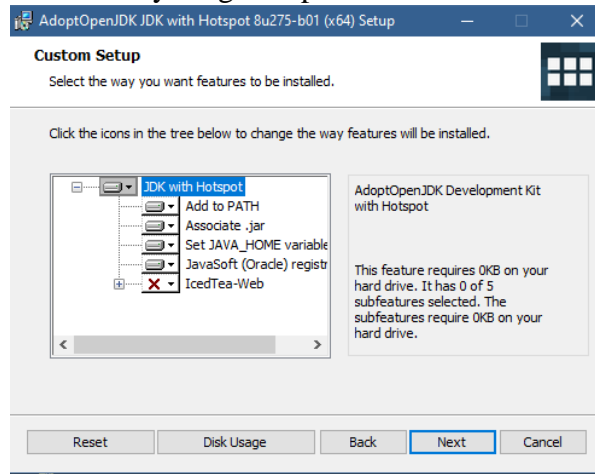 AdoptOpenJDK JDK with Hotspot 8u275-b01 (x64) Setup
Custom Setup
Select the way you want features to be installed.
Click the icons in the tree below to change the way features will be installed.
JDK with Hotspot
Add to PATH
Associate .jar
Set JAVA_HOME variable
JavaSoft (Oracle) registr
IcedTea-Web
AdoptOpenJDK Development Kit
with Hotspot
This feature requires 0KB on your
hard drive. It has 0 of 5
subfeatures selected. The
subfeatures require 0KB on your
hard drive.
Reset
Disk Usage
Back
Next
Cancel